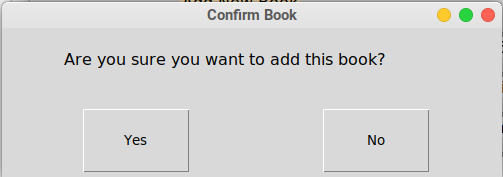 Confirm Book
Are you sure you want to add this book?
Yes
No